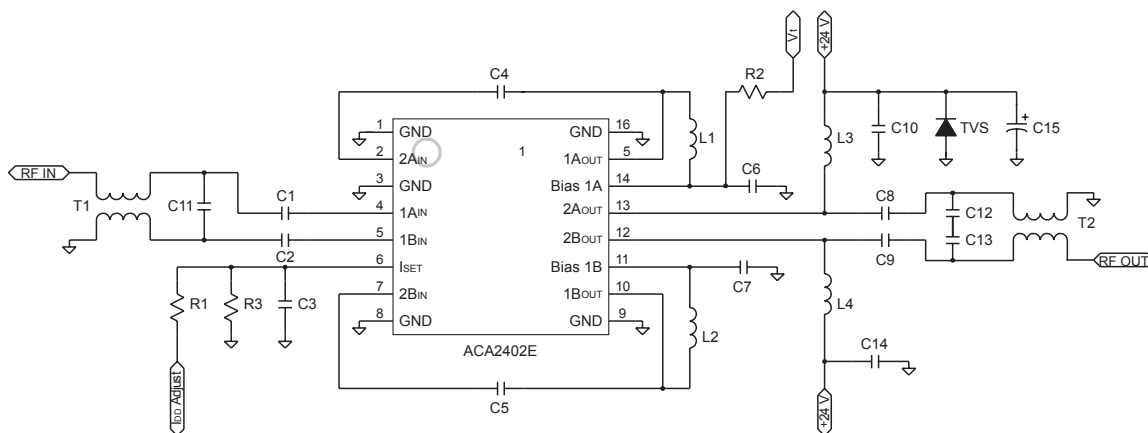 Vt
+24 V
C4
R2
1
GND
GND
16
L1
L3
C10
TVS
+
C15
2
2AIN
1
1AOUT
5
RF IN
3
GND
Bias 1A
14
C6
T1
C11
C1
4
1AIN
2AOUT
13
C8
C12
T2
5
1BIN
2BOUT
12
C13
C2
C9
RF OUT
6
ISET
Bias 1B
11
C7
R1
R3
C3
7
2BIN
1BOUT
10
L4
8
GND
GND
9
L2
ACA2402E
C14
IDD Adjust
C5
+24 V